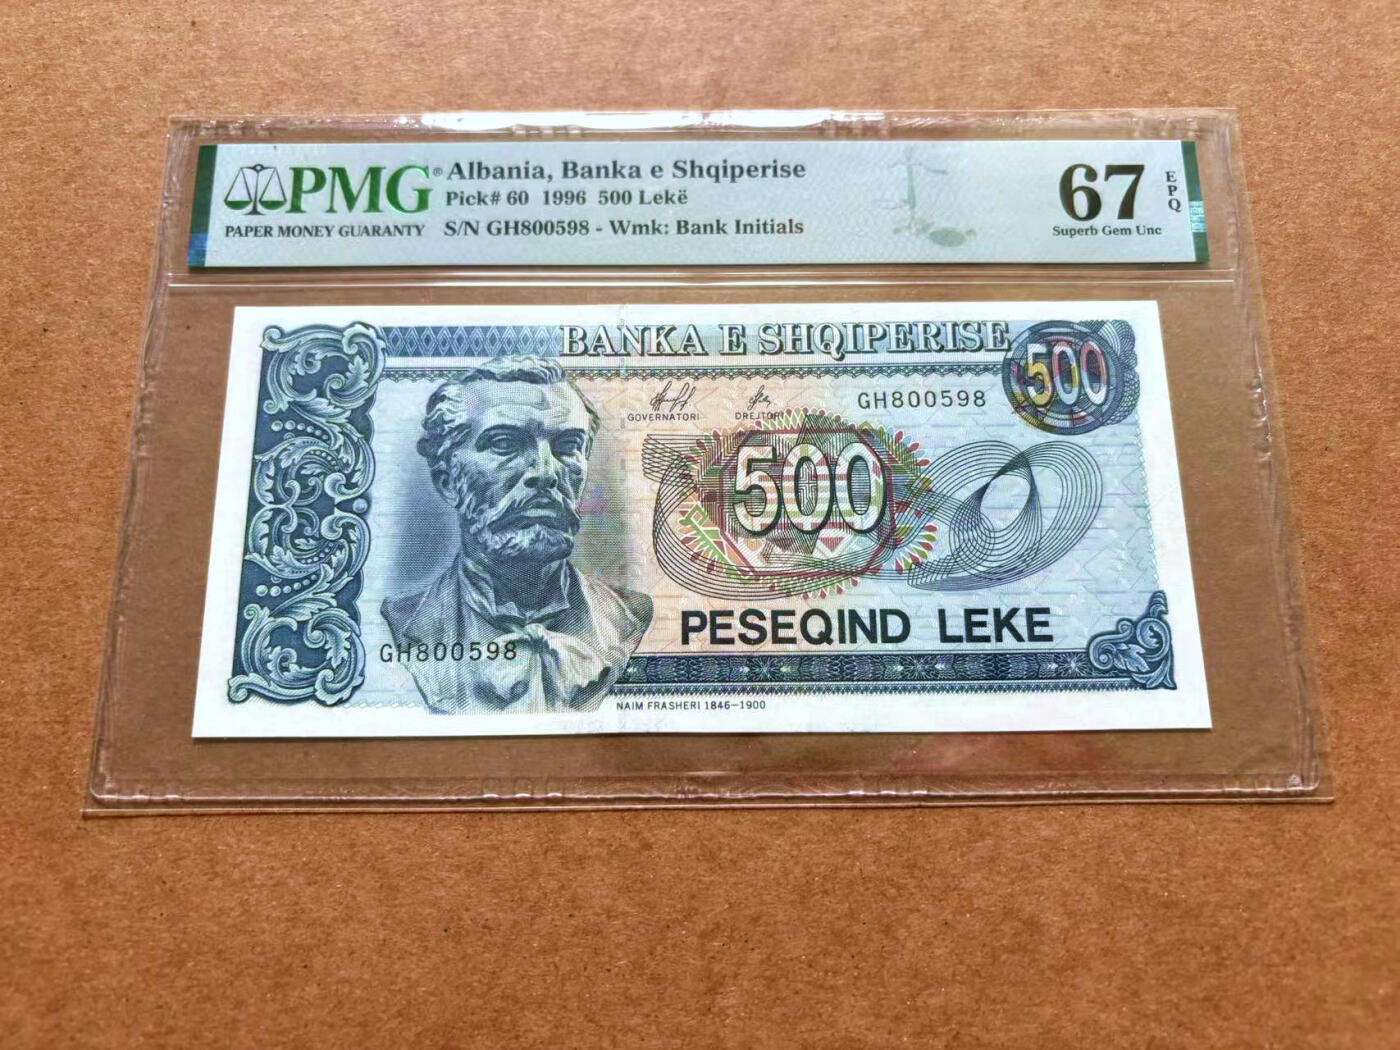 PMG®
PAPER MONEY GUARANTY
Albania, Banka e Shqiperise
Pick# 60 1996 500 Lekë
S/N GH800598 - Wmk: Bank Initials
67
EPQ
Superb Gem Unc
BANKA E SHQIPERISE
500
GOVERNATORI
DREJTORI
GH800598
500
PESEQIND LEKE
GH800598
NAIM FRASHERI 1846-1900